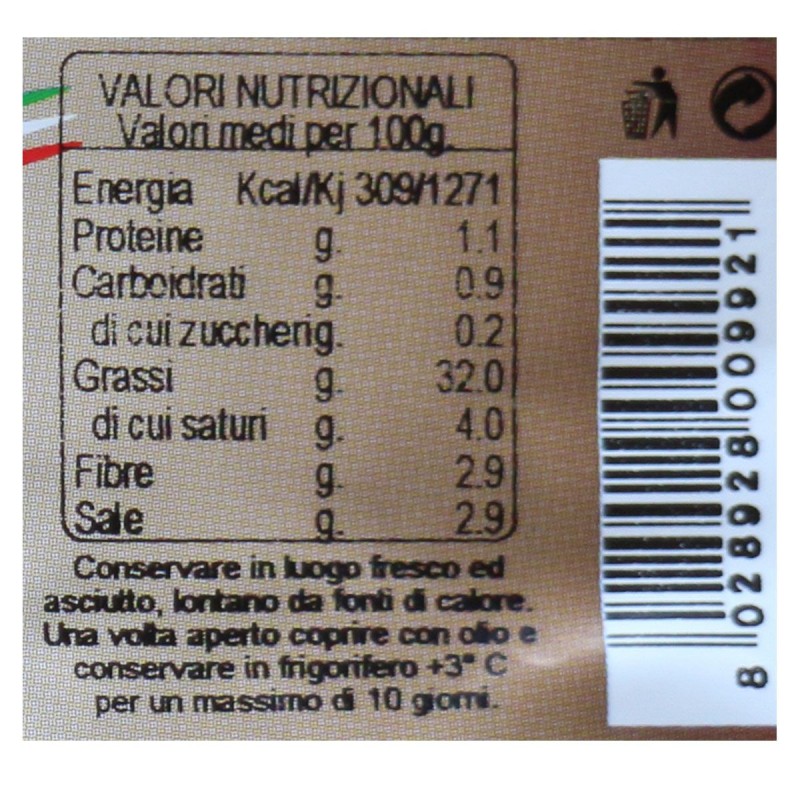 VALORI NUTRIZIONALI
Valori medi per 100g.
Energia Kcal/Kj 309/1271
Proteine g. 1.1
Carboidrati g. 0.9
di cui zuccheri g. 0.2
Grassi g. 32.0
di cui saturi g. 4.0
Fibre g. 2.9
Sale g. 2.9
Conservare in luogo fresco ed
asciutto, lontano da fonti di calore.
Una volta aperto coprire con olio e
conservare in frigorifero +3° C
per un massimo di 10 giorni.
8 028928 009921